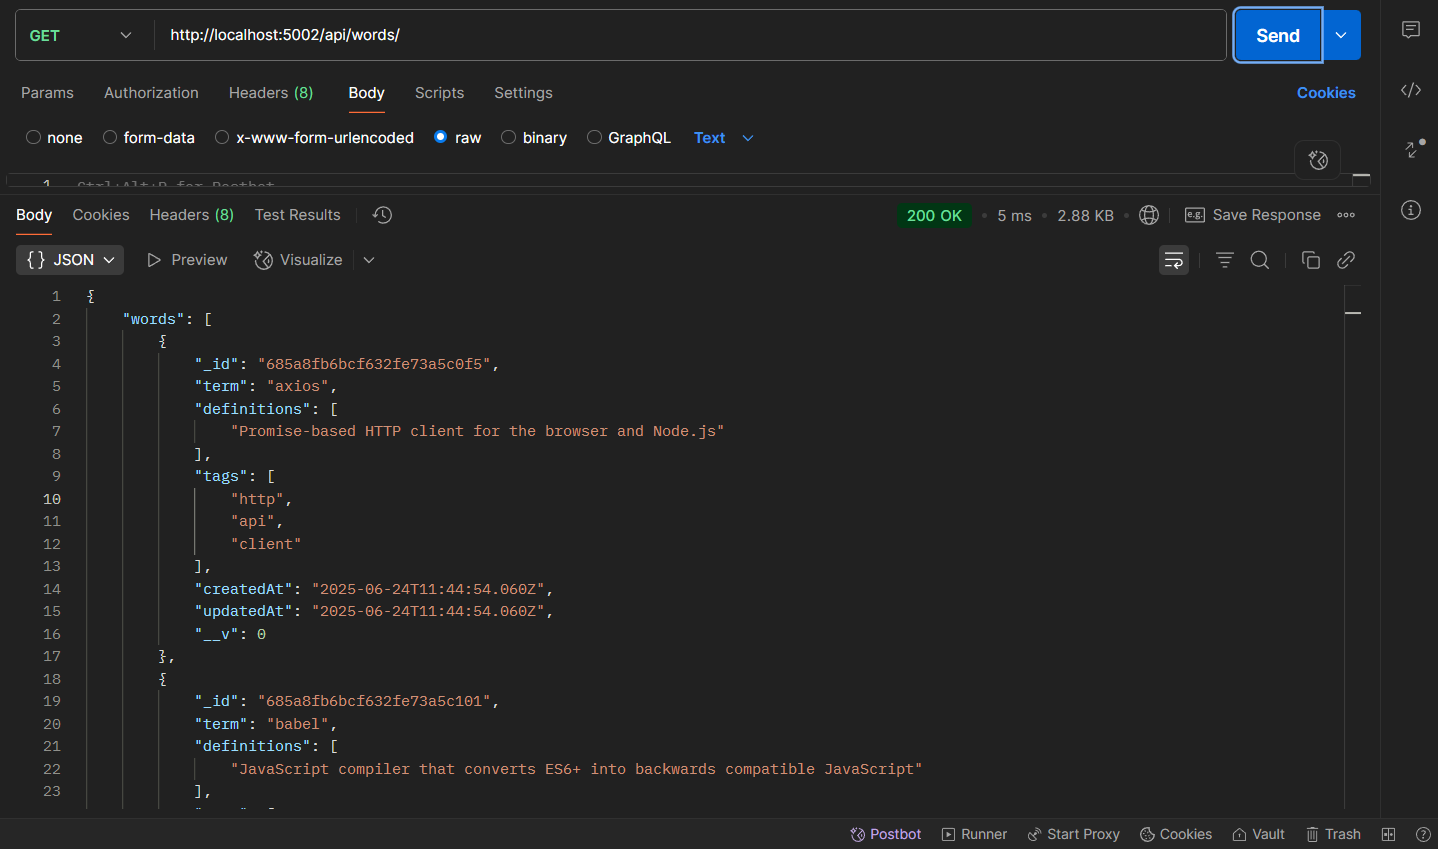 GET http://localhost:5002/api/words/ Send
Params Authorization Headers (8) Body Scripts Settings Cookies
none form-data x-www-form-urlencoded raw binary GraphQL Text
1 Ctrl+Alt+P for Postbot
Body Cookies Headers (8) Test Results 200 OK 5 ms 2.88 KB e.g. Save Response
{} JSON Preview Visualize
1 {
2 "words": [
3 {
4 "_id": "685a8fb6bcf632fe73a5c0f5",
5 "term": "axios",
6 "definitions": [
7 "Promise-based HTTP client for the browser and Node.js"
8 ],
9 "tags": [
10 "http",
11 "api",
12 "client"
13 ],
14 "createdAt": "2025-06-24T11:44:54.060Z",
15 "updatedAt": "2025-06-24T11:44:54.060Z",
16 "__v": 0
17 },
18 {
19 "_id": "685a8fb6bcf632fe73a5c101",
20 "term": "babel",
21 "definitions": [
22 "JavaScript compiler that converts ES6+ into backwards compatible JavaScript"
23 ],
Postbot Runner Start Proxy Cookies Vault Trash